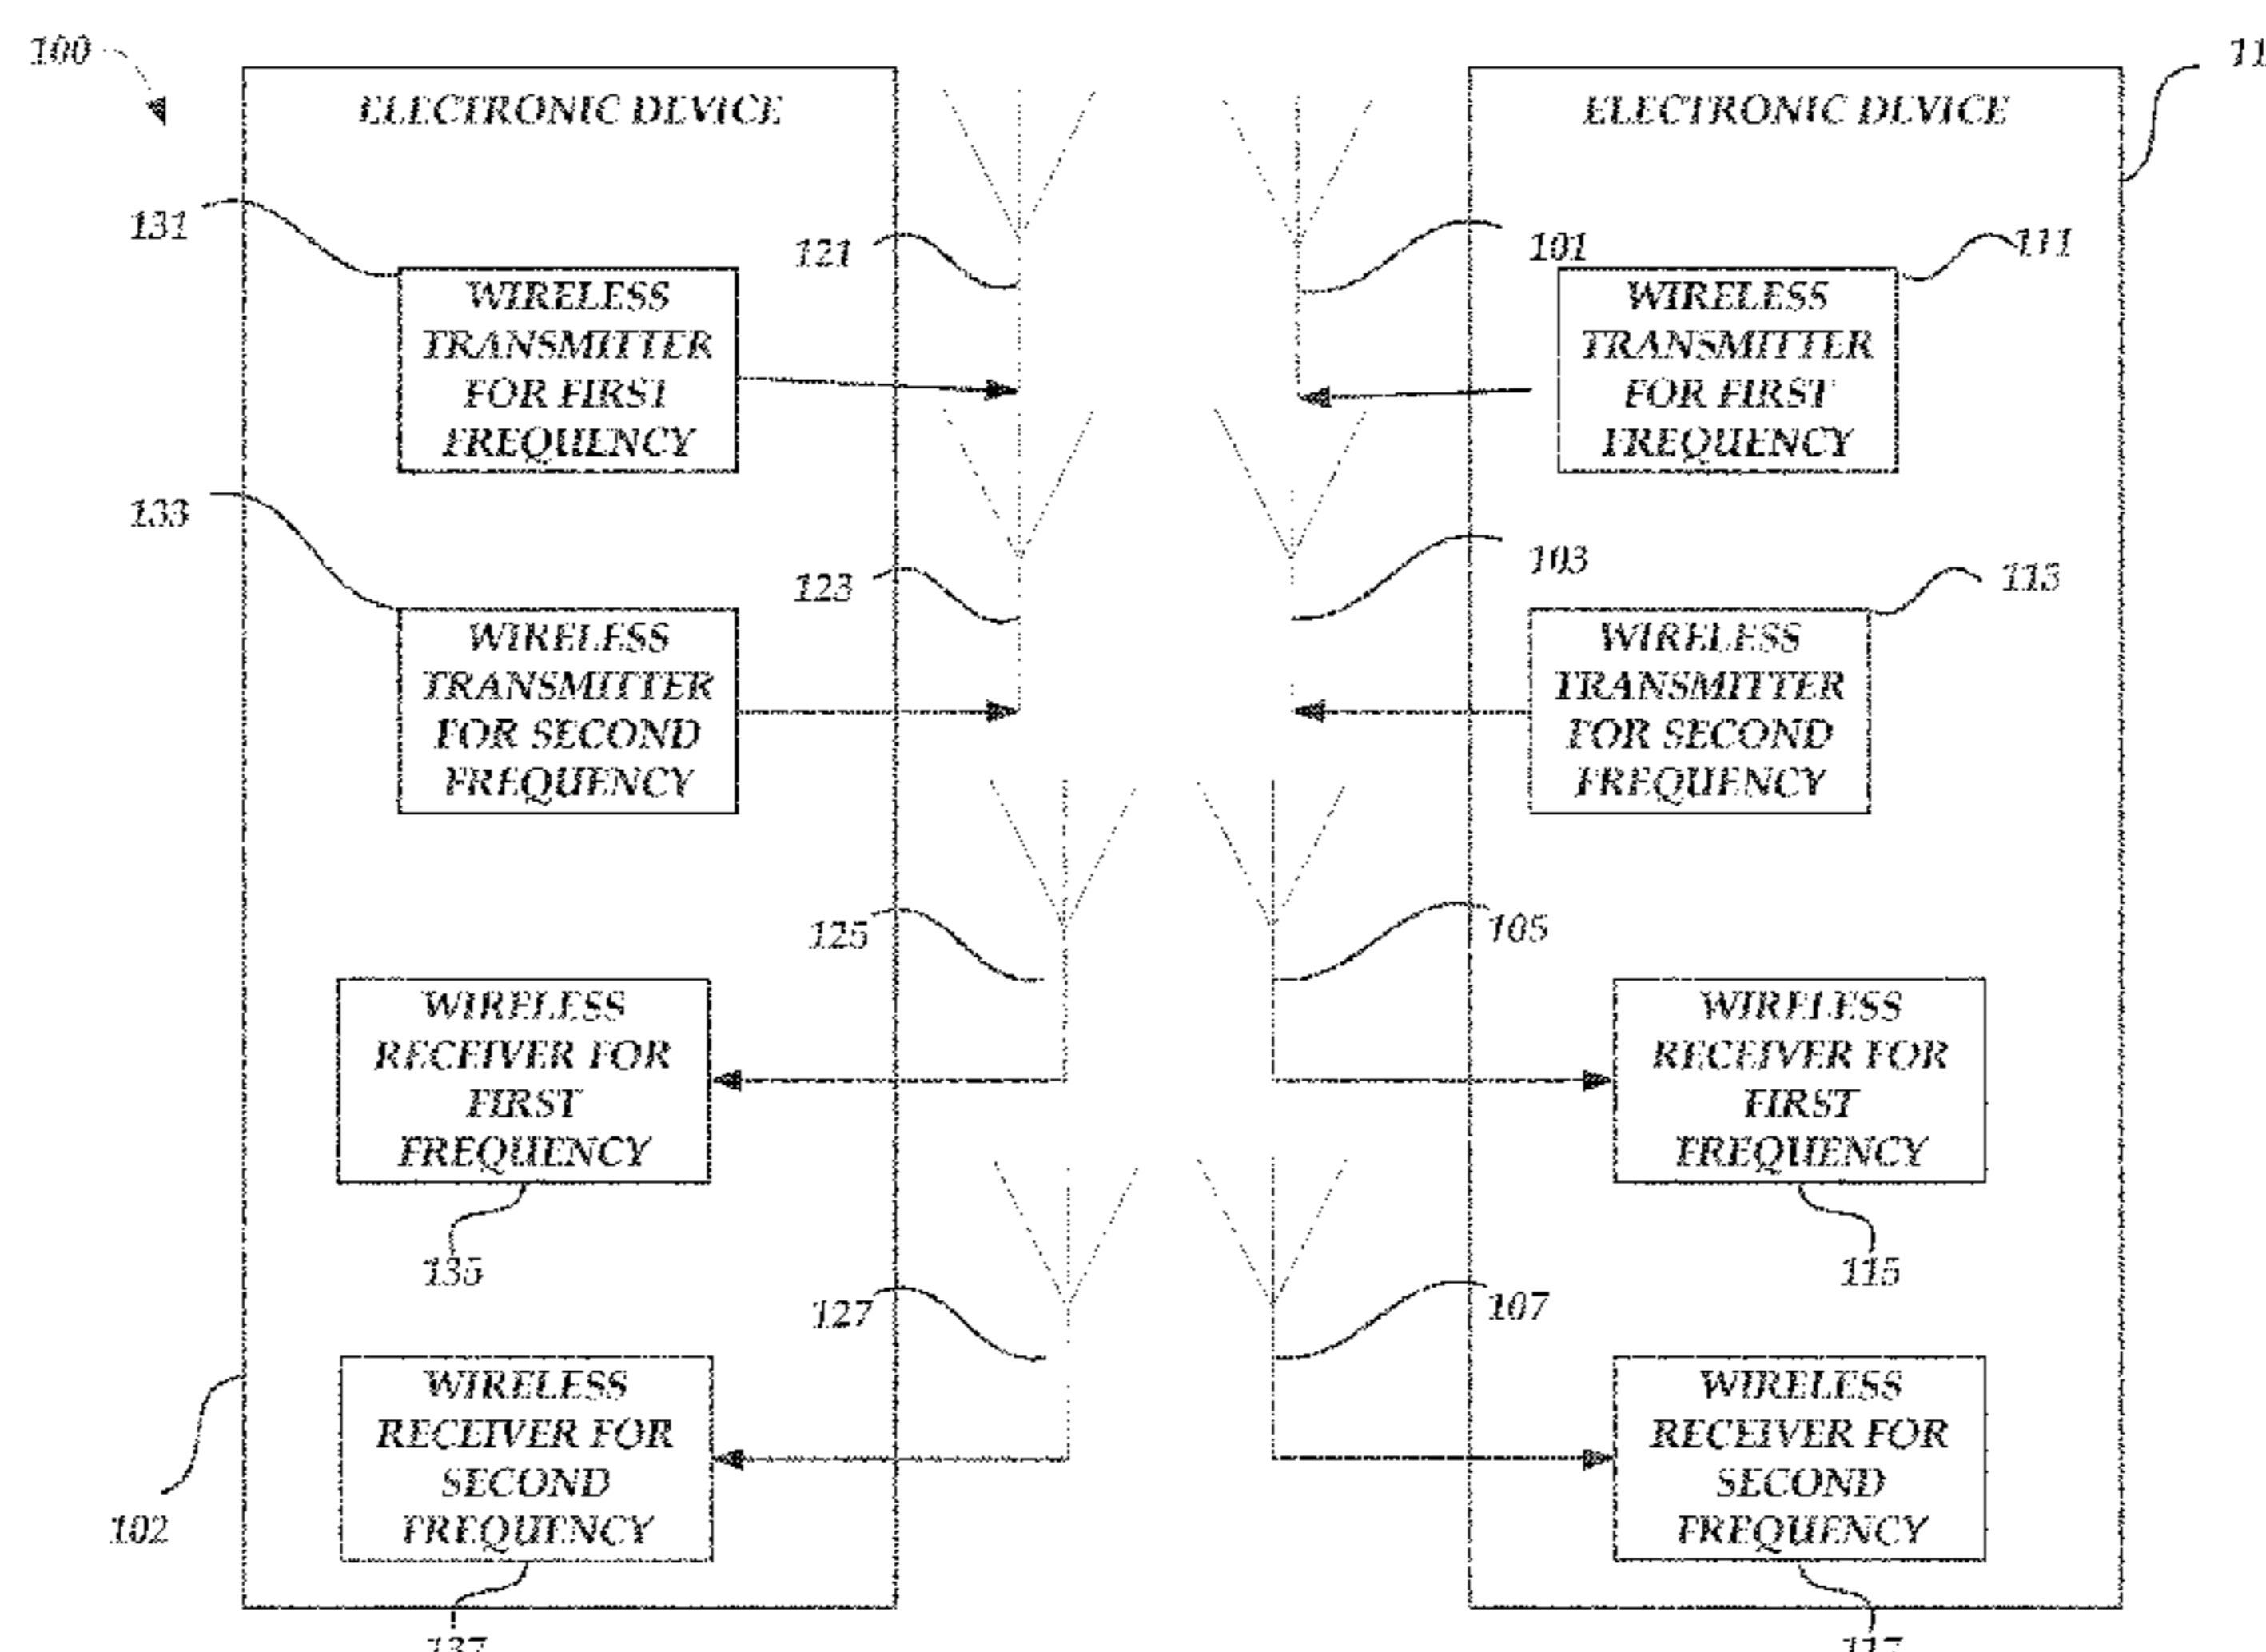 100
ELECTRONIC DEVICE
ELECTRONIC DEVICE
131
121
101
111
WIRELESS
TRANSMITTER
FOR FIRST
FREQUENCY
WIRELESS
TRANSMITTER
FOR FIRST
FREQUENCY
133
123
103
113
WIRELESS
TRANSMITTER
FOR SECOND
FREQUENCY
WIRELESS
TRANSMITTER
FOR SECOND
FREQUENCY
125
105
WIRELESS
RECEIVER FOR
FIRST
FREQUENCY
WIRELESS
RECEIVER FOR
FIRST
FREQUENCY
135
115
127
107
WIRELESS
RECEIVER FOR
SECOND
FREQUENCY
WIRELESS
RECEIVER FOR
SECOND
FREQUENCY
102
137
117